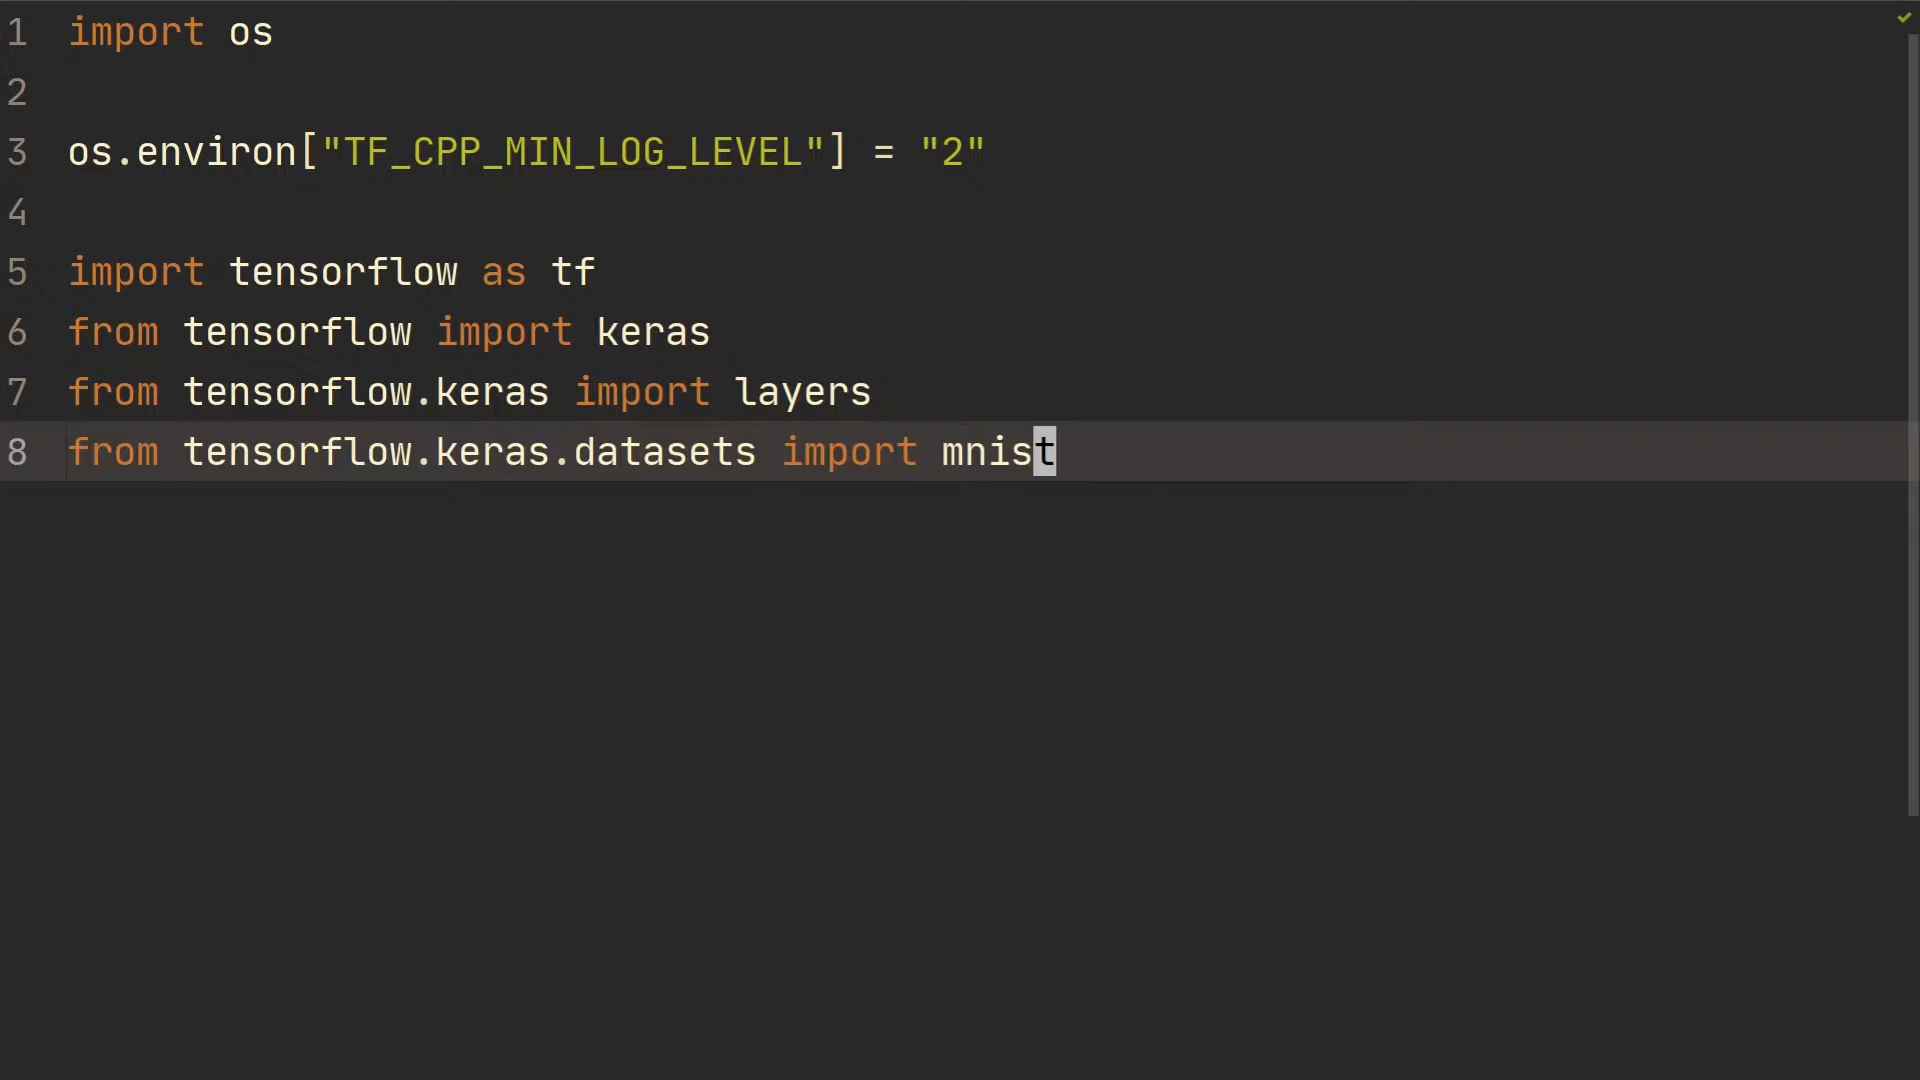 1 import os
2
3 os.environ["TF_CPP_MIN_LOG_LEVEL"] = "2"
4
5 import tensorflow as tf
6 from tensorflow import keras
7 from tensorflow.keras import layers
8 from tensorflow.keras.datasets import mnist